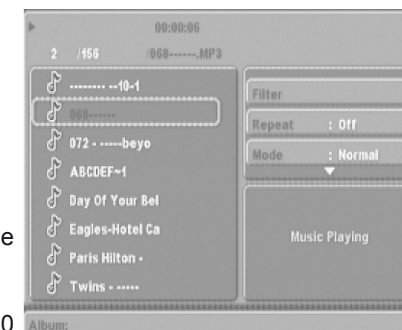 00:00:06
2 /156 /068------.MP3
-------- --10-1
068------
072 - -----beyo
ABCDEF~1
Day Of Your Bel
Eagles-Hotel Ca
Paris Hilton -
Twins - -----
Filter
Repeat : Off
Mode : Normal
Music Playing
e
0
Album: